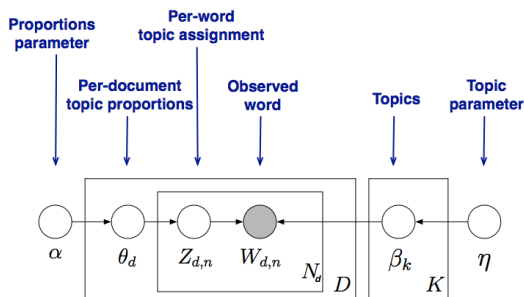 Proportions
parameter
Per-word
topic assignment
Per-document
topic proportions
Observed
word
Topics
Topic
parameter
α
θd
Zd,n
Wd,n
Nd
D
βk
K
η